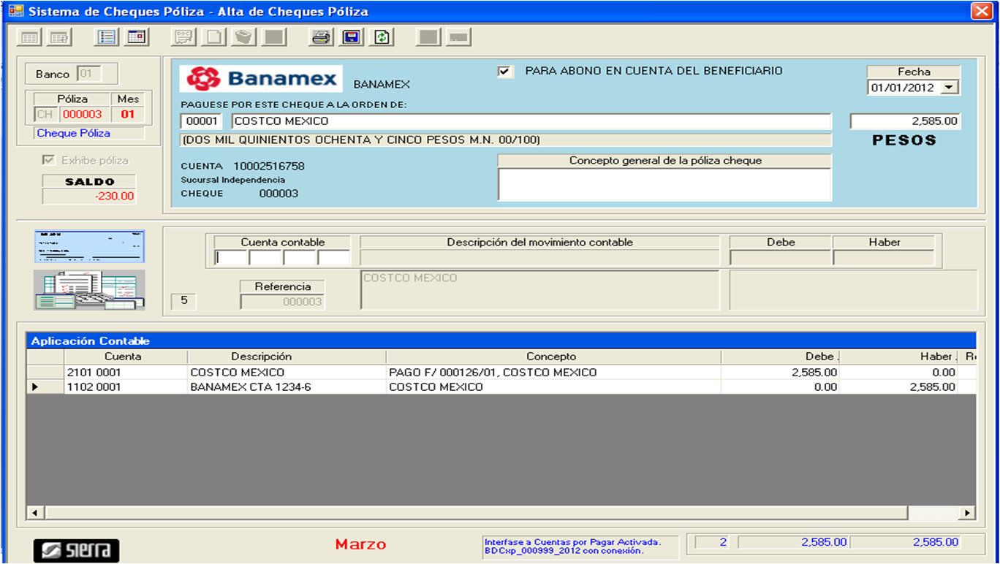 Sistema de Cheques Póliza - Alta de Cheques Póliza
Banco 01
Póliza Mes
CH 000003 01
Cheque Póliza
Exhibe póliza
SALDO
-230.00
Banamex BANAMEX
PARA ABONO EN CUENTA DEL BENEFICIARIO
Fecha
01/01/2012
PAGUESE POR ESTE CHEQUE A LA ORDEN DE:
00001 COSTCO MEXICO 2,585.00
(DOS MIL QUINIENTOS OCHENTA Y CINCO PESOS M.N. 00/100) PESOS
CUENTA 10002516758
Sucursal Independencia
CHEQUE 000003
Concepto general de la póliza cheque
Cuenta contable Descripción del movimiento contable Debe Haber
Referencia COSTCO MEXICO
5 000003
Aplicación Contable
Cuenta Descripción Concepto Debe . Haber .
2101 0001 COSTCO MEXICO PAGO F/ 000126/01, COSTCO MEXICO 2,585.00 0.00
1102 0001 BANAMEX CTA 1234-6 COSTCO MEXICO 0.00 2,585.00
sierra
Marzo
Interfase a Cuentas por Pagar Activada.
BDCxp_000999_2012 con conexión.
2 2,585.00 2,585.00